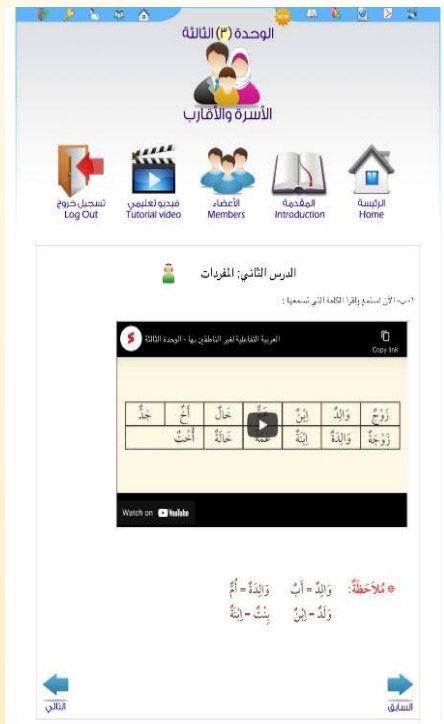 NEW
الوحدة (٣) الثالثة
الأسرة والأقارب
الرئيسة
Home
المقدمة
Introduction
الأعضاء
Members
فيديو تعليمي
Tutorial video
تسجيل خروج
Log Out
الدرس الثاني: المفردات
١-ب- الآن استمع واقرأ الكلمة التي تسمعها :
العربية التفاعلية لغير الناطقين بها - الوحدة الثالثة
Copy link
زَوْجٌ وَالِدٌ اِبْنٌ خَالٌ أَخٌ جَدٌّ
زَوْجَةٌ وَالِدَةٌ اِبْنَةٌ عَمَّةٌ خَالَةٌ أُخْتٌ
Watch on YouTube
* مُلَاحَظَةٌ: وَالِدٌ = أَبٌ وَالِدَةٌ = أُمٌّ
وَلَدٌ = اِبْنٌ بِنْتٌ = اِبْنَةٌ
السابق
التالي